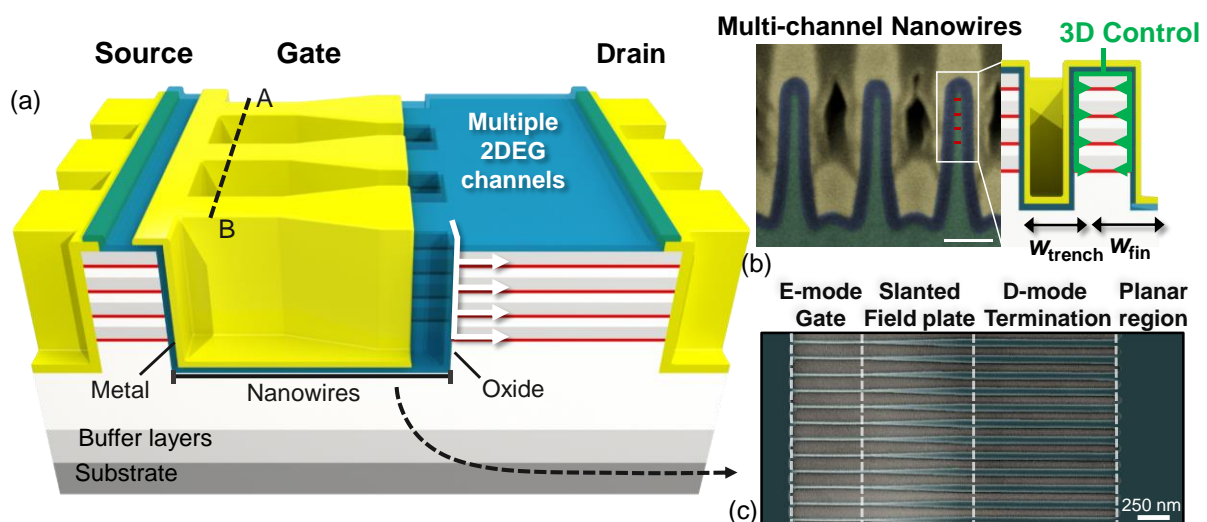 Source
Gate
Drain
(a)
A
B
Multiple
2DEG
channels
Metal
Nanowires
Oxide
Buffer layers
Substrate
Multi-channel Nanowires
3D Control
W_trench
W_fin
(b)
E-mode
Gate
Slanted
Field plate
D-mode
Termination
Planar
region
250 nm
(c)